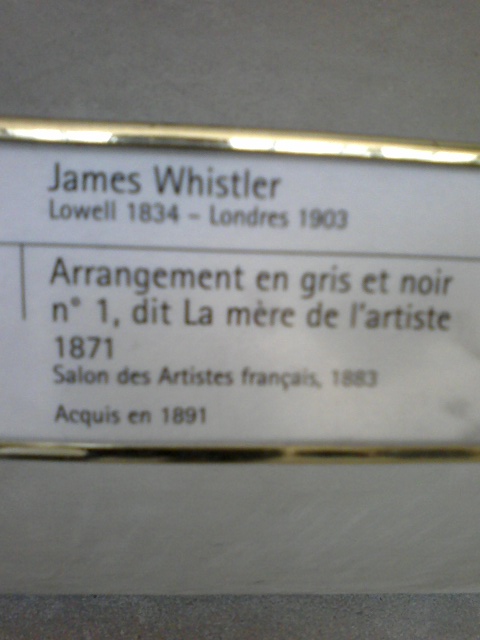 James Whistler
Lowell 1834 – Londres 1903
Arrangement en gris et noir
n° 1, dit La mère de l'artiste
1871
Salon des Artistes français, 1883
Acquis en 1891